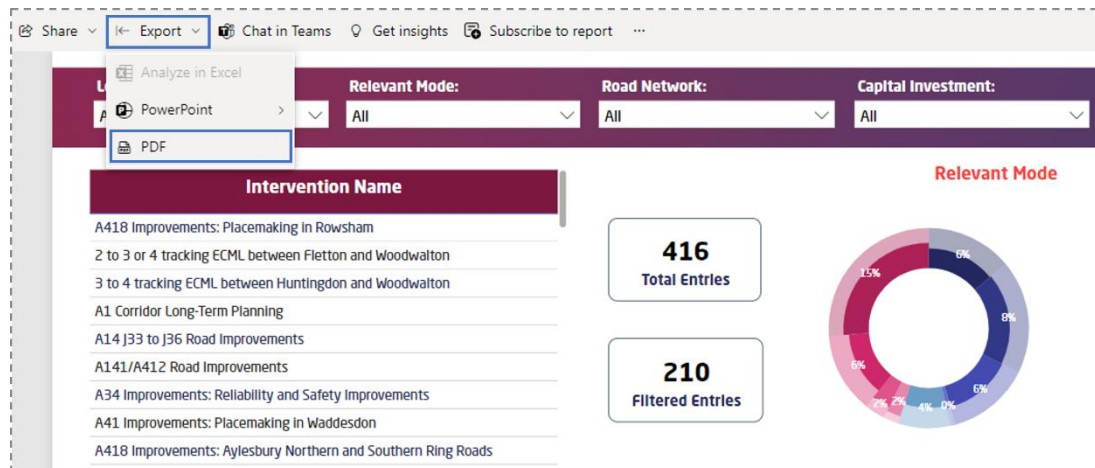 Share Export Chat in Teams Get insights Subscribe to report ...
Analyze in Excel
PowerPoint
PDF
Relevant Mode: Road Network: Capital Investment:
All All All
Intervention Name
A418 Improvements: Placemaking in Rowsham
2 to 3 or 4 tracking ECML between Fletton and Woodwalton
3 to 4 tracking ECML between Huntingdon and Woodwalton
A1 Corridor Long-Term Planning
A14 J33 to J36 Road Improvements
A141/A412 Road Improvements
A34 Improvements: Reliability and Safety Improvements
A41 Improvements: Placemaking in Waddesdon
A418 Improvements: Aylesbury Northern and Southern Ring Roads
416
Total Entries
210
Filtered Entries
Relevant Mode
6%
15%
8%
6%
6%
2% 2% 4% 0%